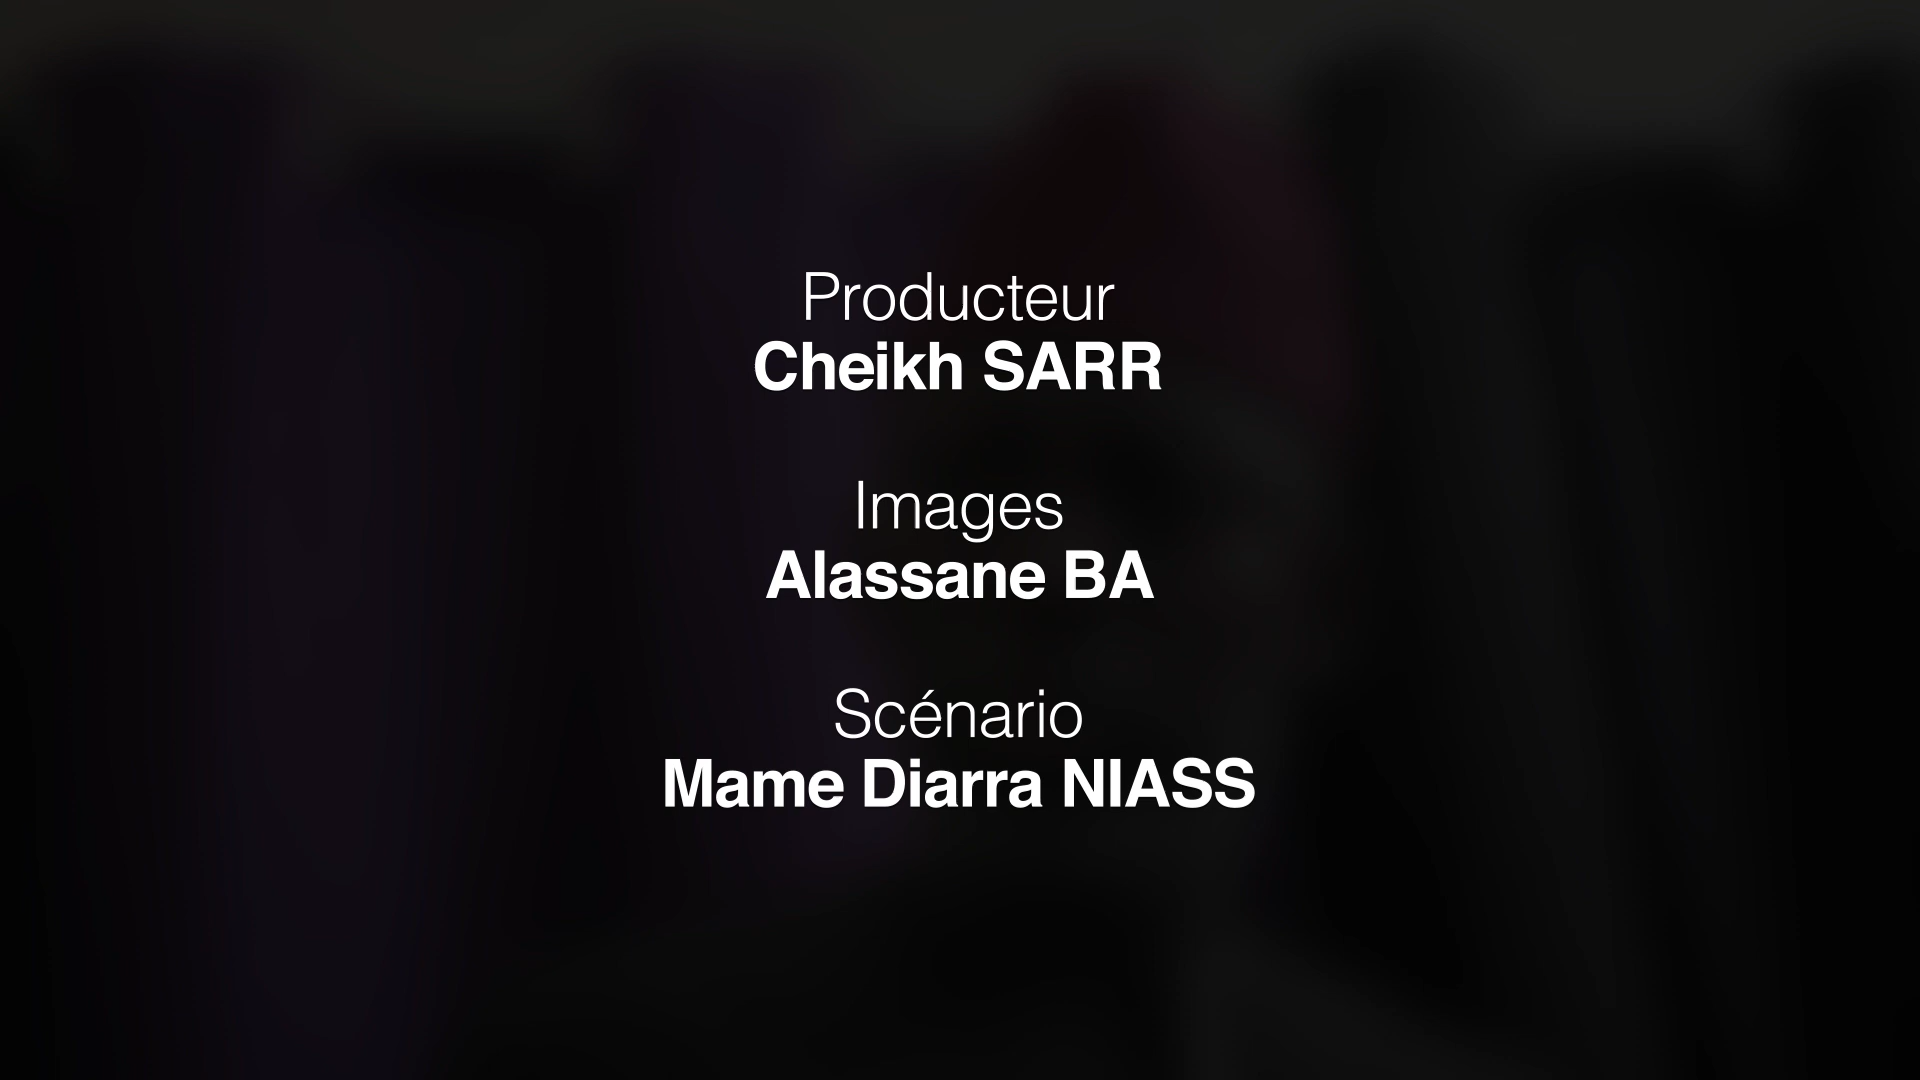 Producteur
Cheikh SARR
Images
Alassane BA
Scénario
Mame Diarra NIASS